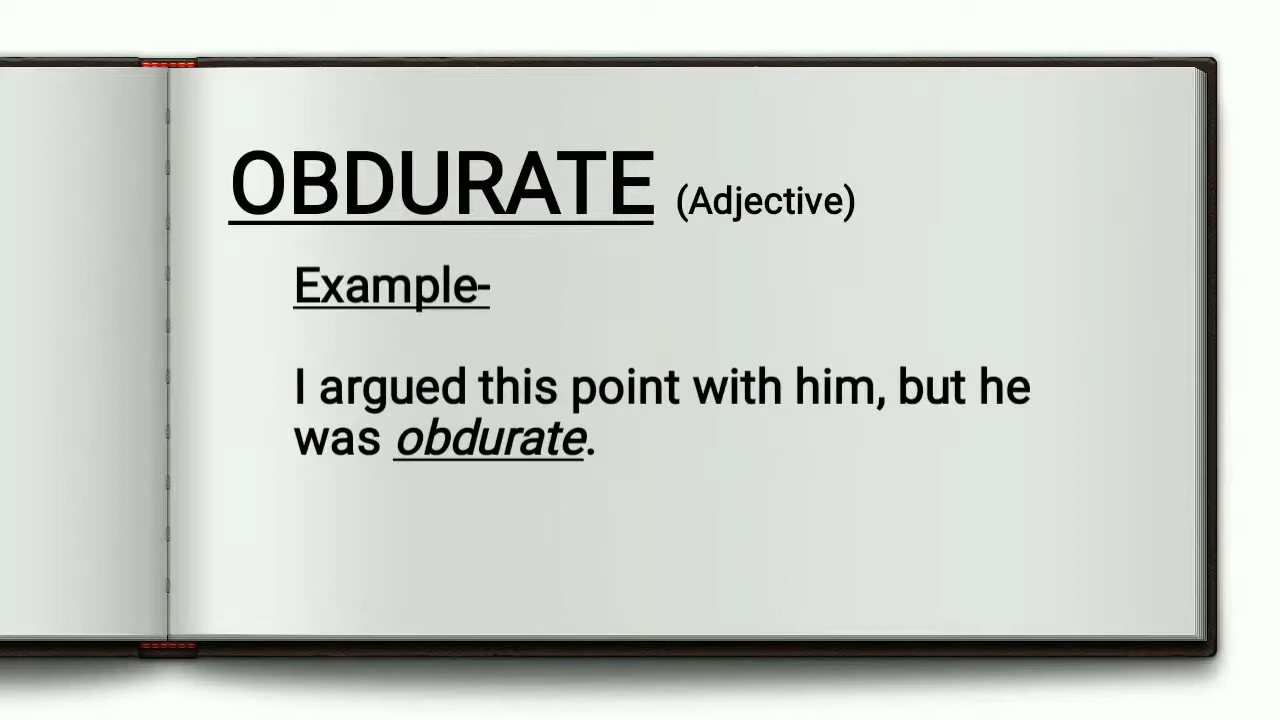 OBDURATE (Adjective)
Example-
I argued this point with him, but he
was obdurate.